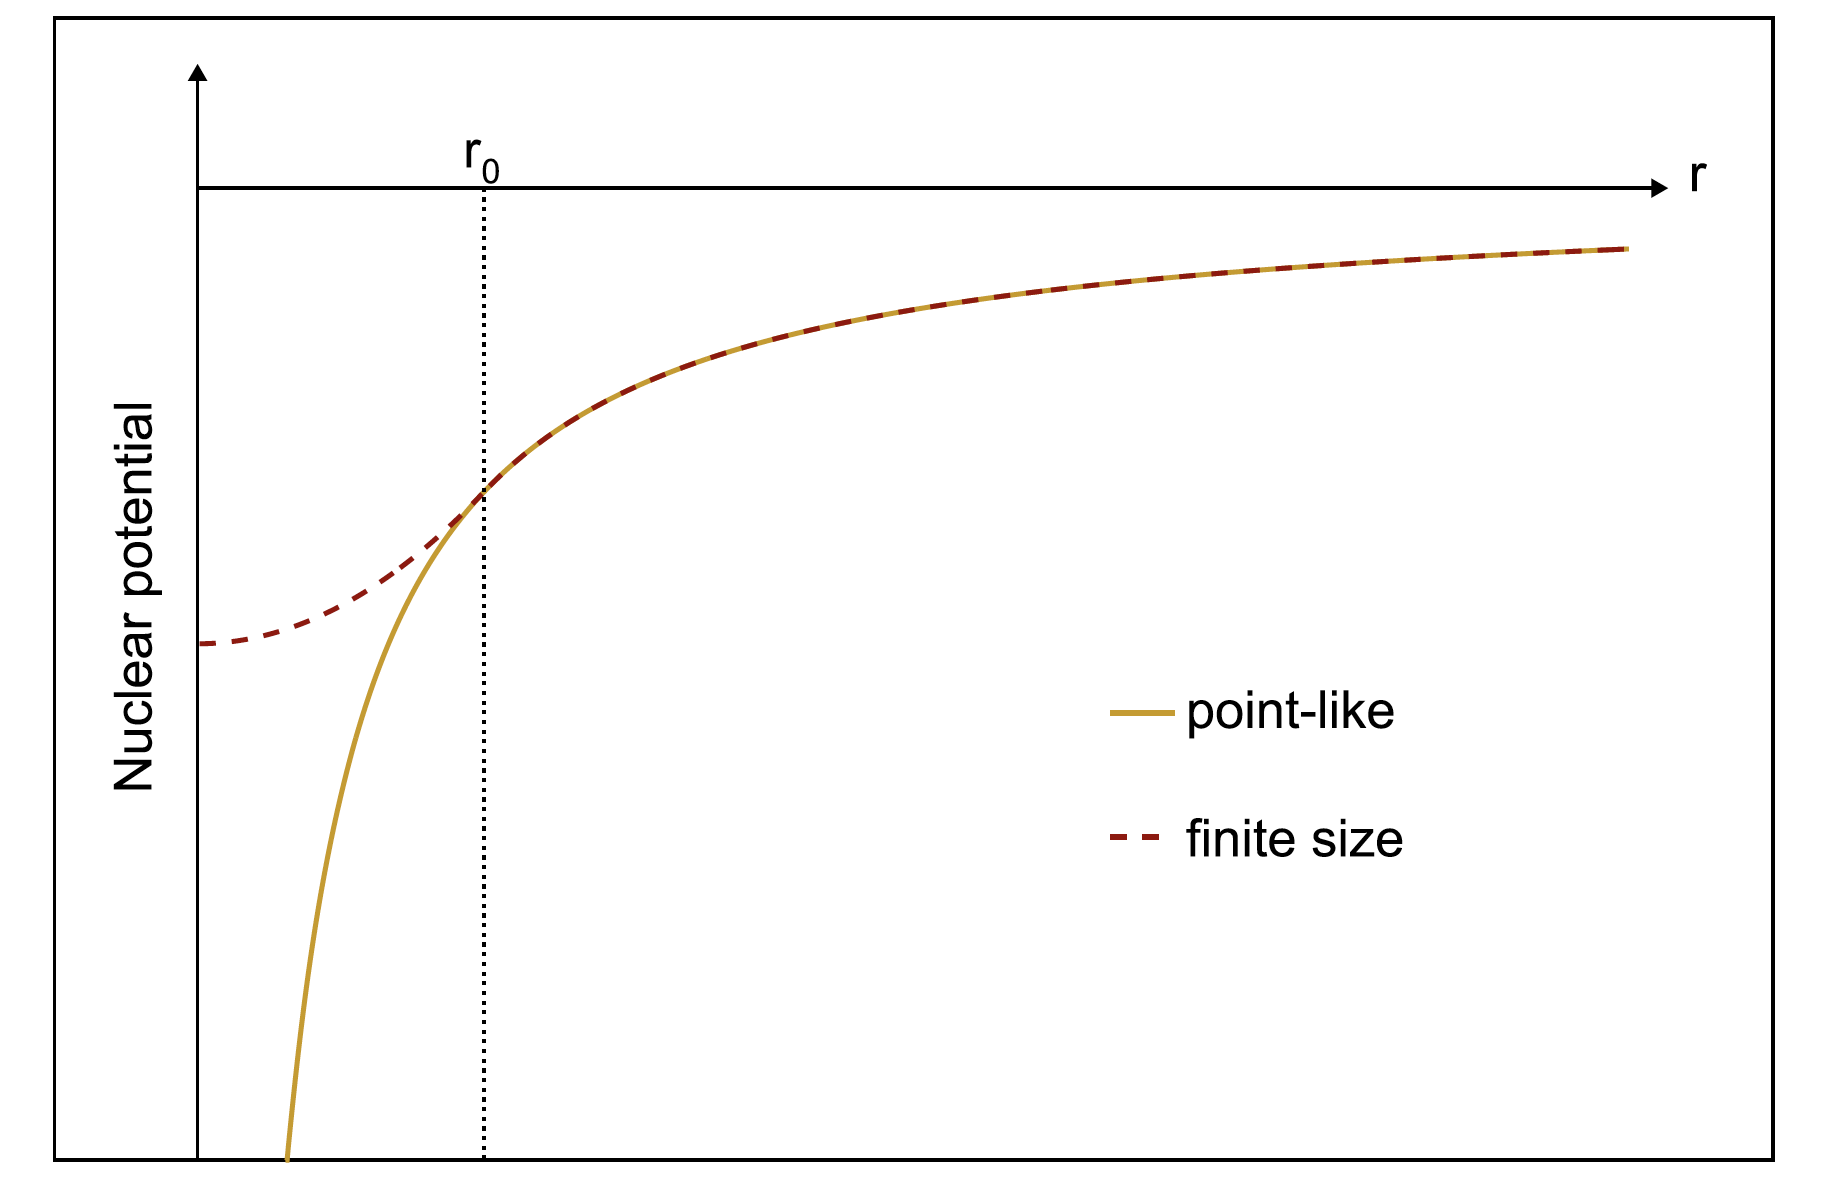 r₀
r
Nuclear potential
point-like
finite size